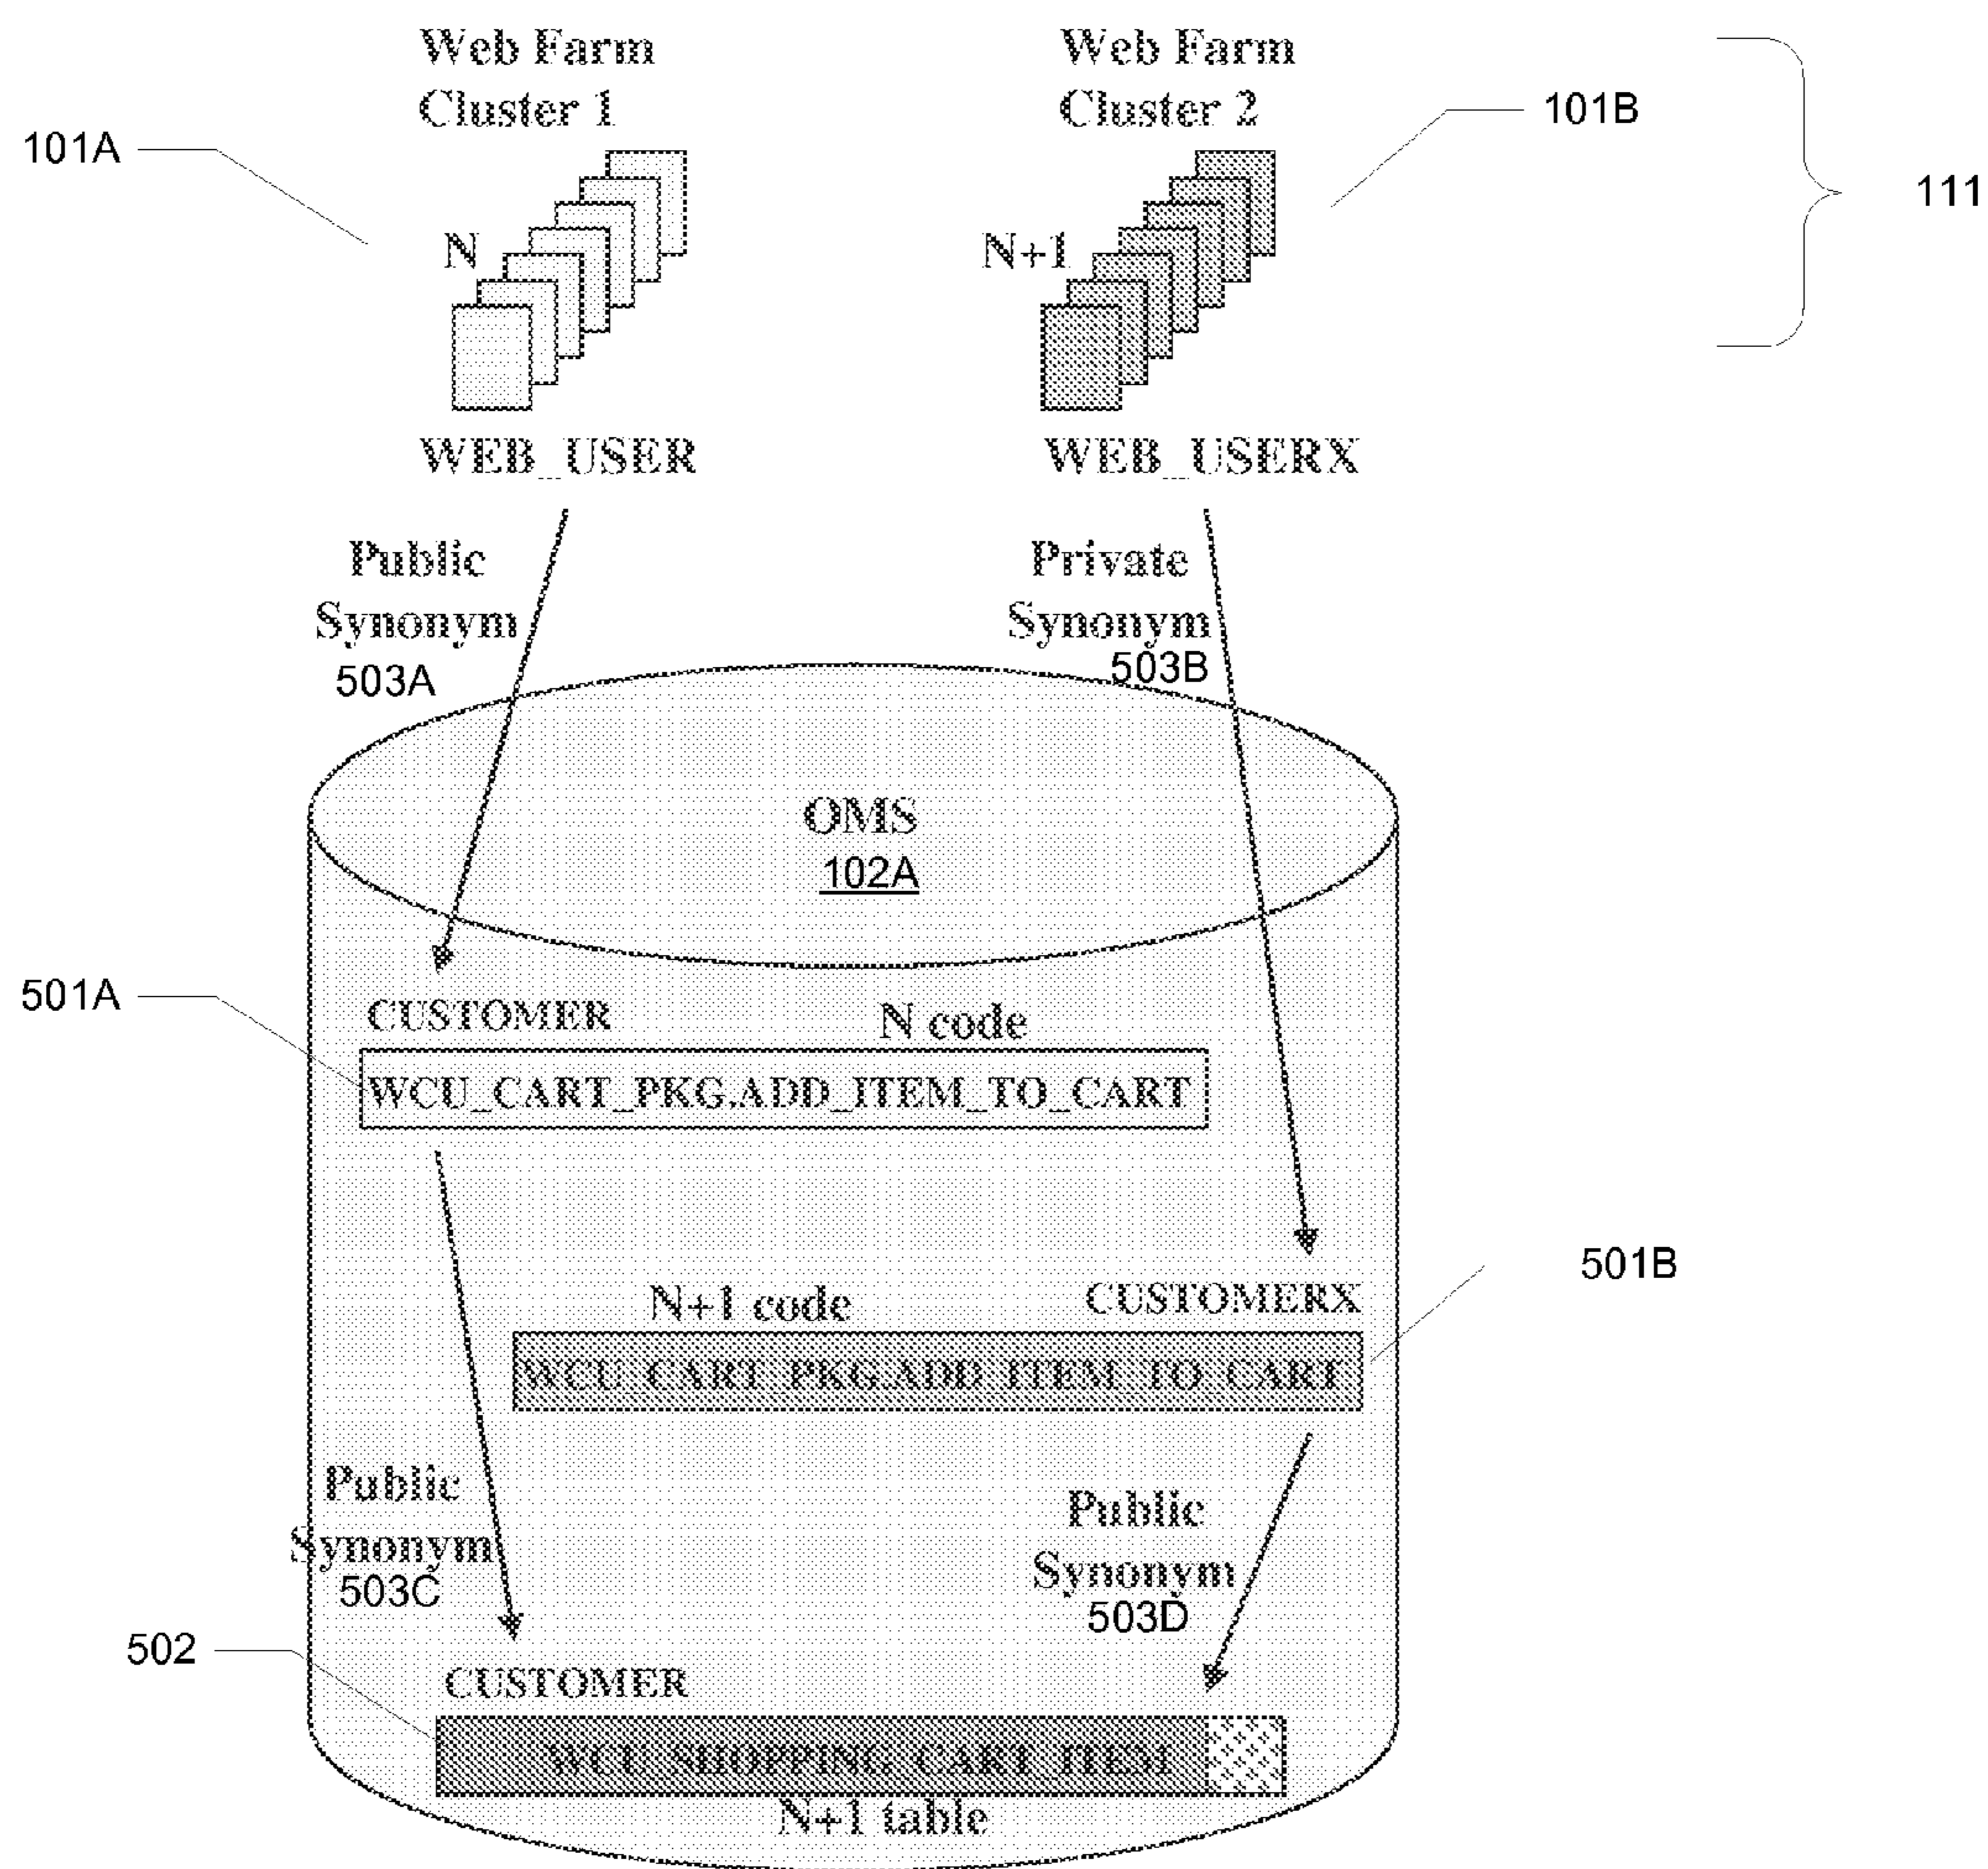 Web Farm
Cluster 1
Web Farm
Cluster 2
101A
101B
111
N
N+1
WEB_USER
WEB_USERX
Public
Synonym
503A
Private
Synonym
503B
OMS
102A
501A
CUSTOMER
N code
WCU_CART_PKG.ADD_ITEM_TO_CART
501B
N+1 code
CUSTOMERX
WCU_CART_PKG.ADD_ITEM_TO_CART
Public
Synonym
503C
Public
Synonym
503D
502
CUSTOMER
WCU_SHOPPING_CART_ITEM
N+1 table